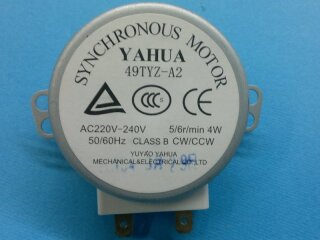 SYNCHRONOUS MOTOR
YAHUA
49TYZ-A2
CCC
AC220V-240V 5/6r/min 4W
50/60Hz CLASS B CW/CCW
YUYAO YAHUA
MECHANICAL&ELECTRICAL CO.,LTD